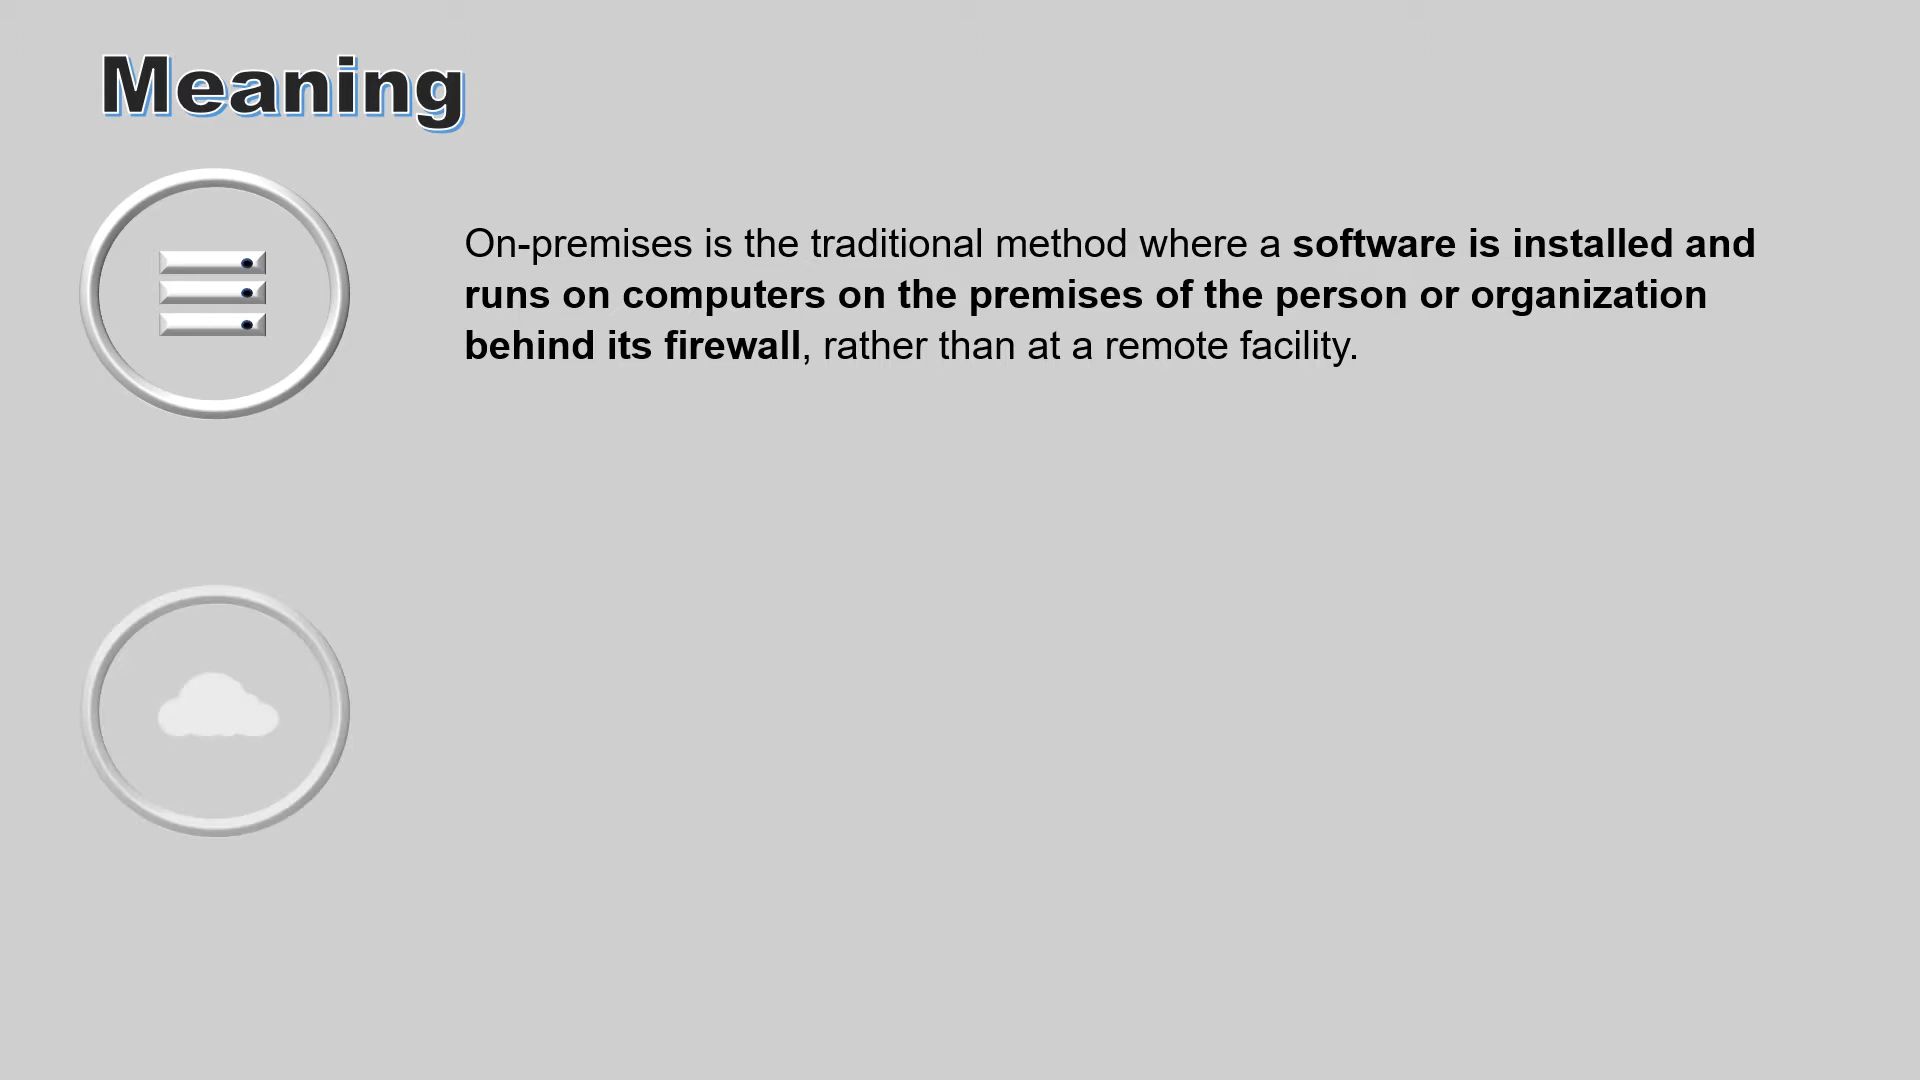 Meaning
On-premises is the traditional method where a software is installed and
runs on computers on the premises of the person or organization
behind its firewall, rather than at a remote facility.